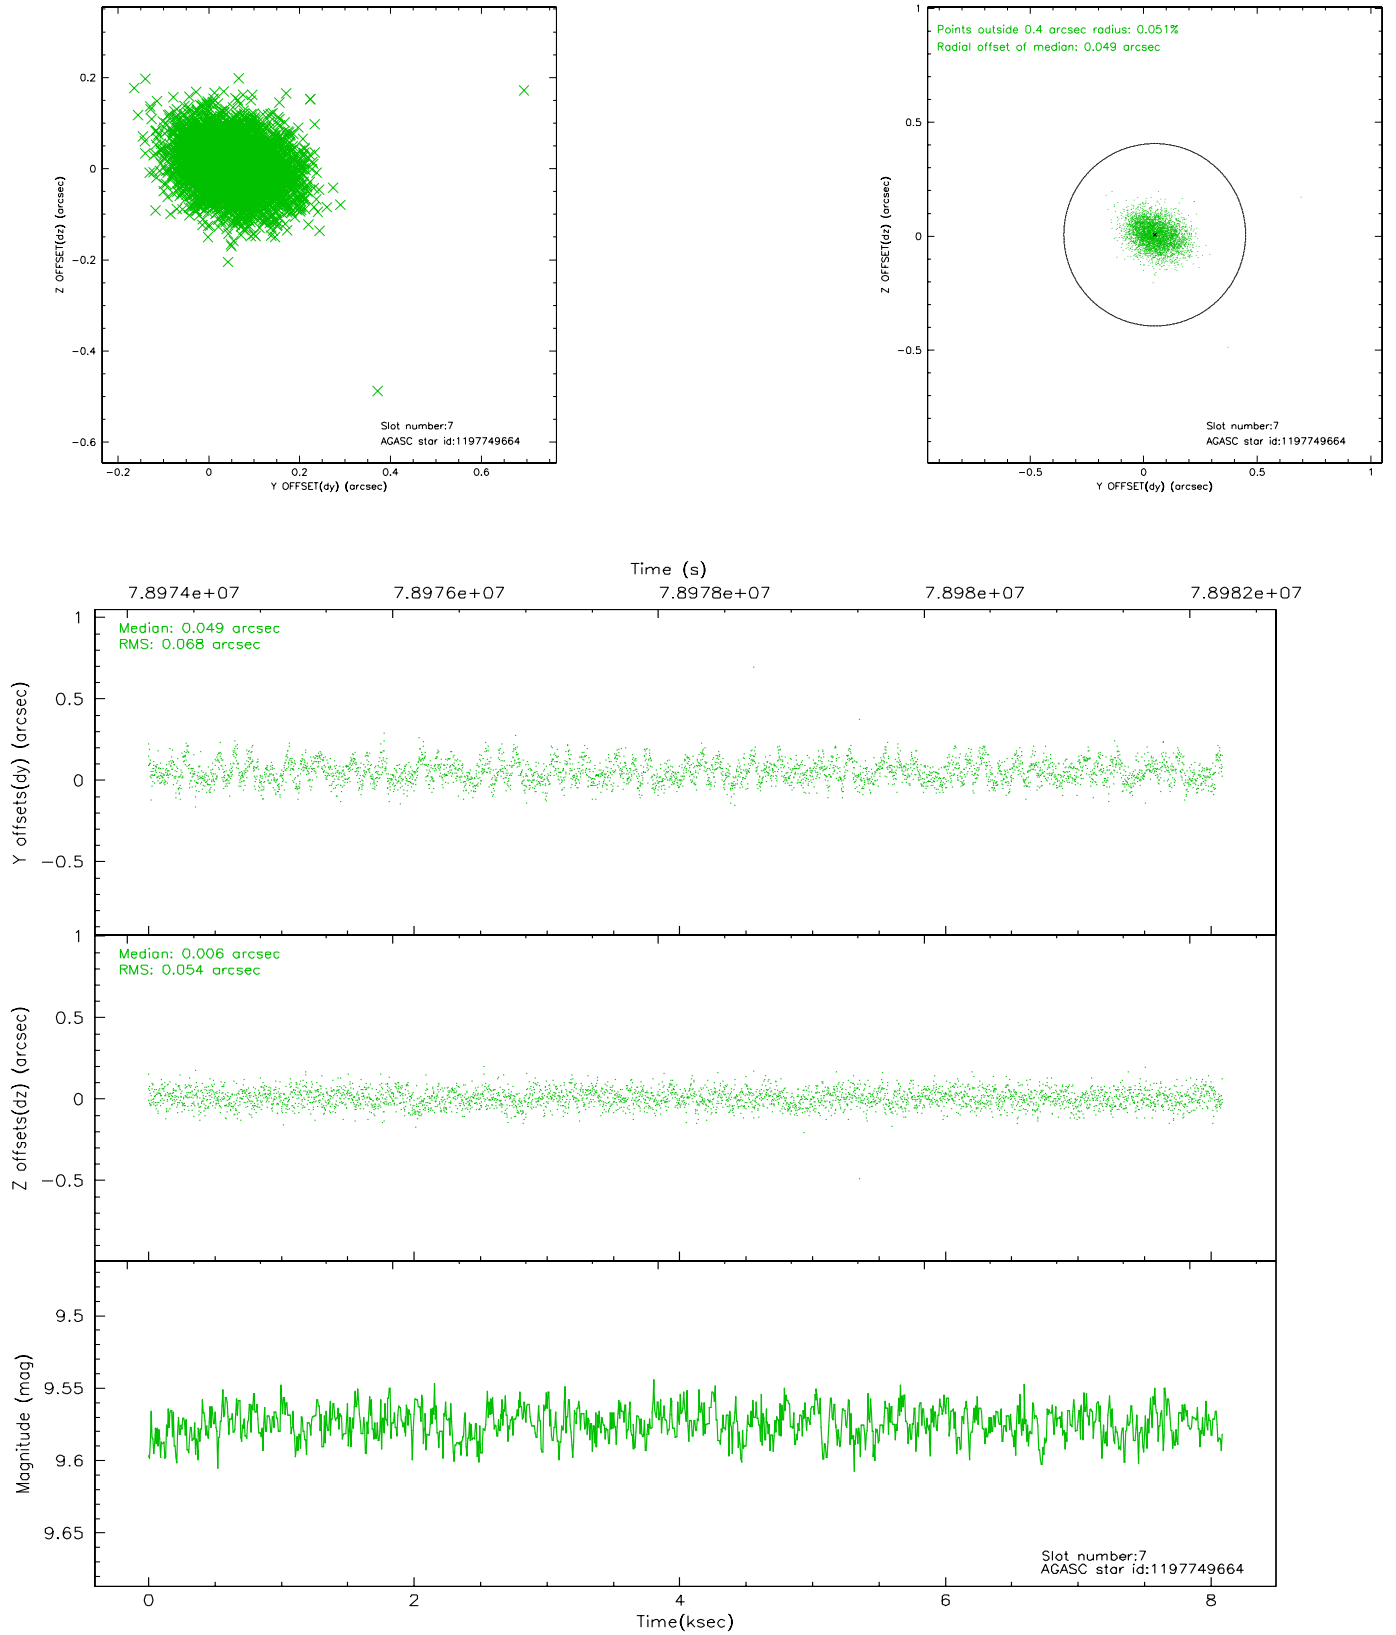 0.2
0
-0.2
-0.4
-0.6
Z OFFSET(dz) (arcsec)
Slot number:7
AGASC star id:1197749664
-0.2 0 0.2 0.4 0.6
Y OFFSET(dy) (arcsec)
Points outside 0.4 arcsec radius: 0.051%
Radial offset of median: 0.049 arcsec
1
0.5
0
-0.5
Z OFFSET(dz) (arcsec)
Slot number:7
AGASC star id:1197749664
-0.5 0 0.5 1
Y OFFSET(dy) (arcsec)
Time (s)
7.8974e+07 7.8976e+07 7.8978e+07 7.898e+07 7.8982e+07
Median: 0.049 arcsec
RMS: 0.068 arcsec
1
0.5
0
-0.5
Y offsets(dy) (arcsec)
Median: 0.006 arcsec
RMS: 0.054 arcsec
1
0.5
0
-0.5
Z offsets(dz) (arcsec)
9.5
9.55
9.6
9.65
Magnitude (mag)
Slot number:7
AGASC star id:1197749664
0 2 4 6 8
Time(ksec)